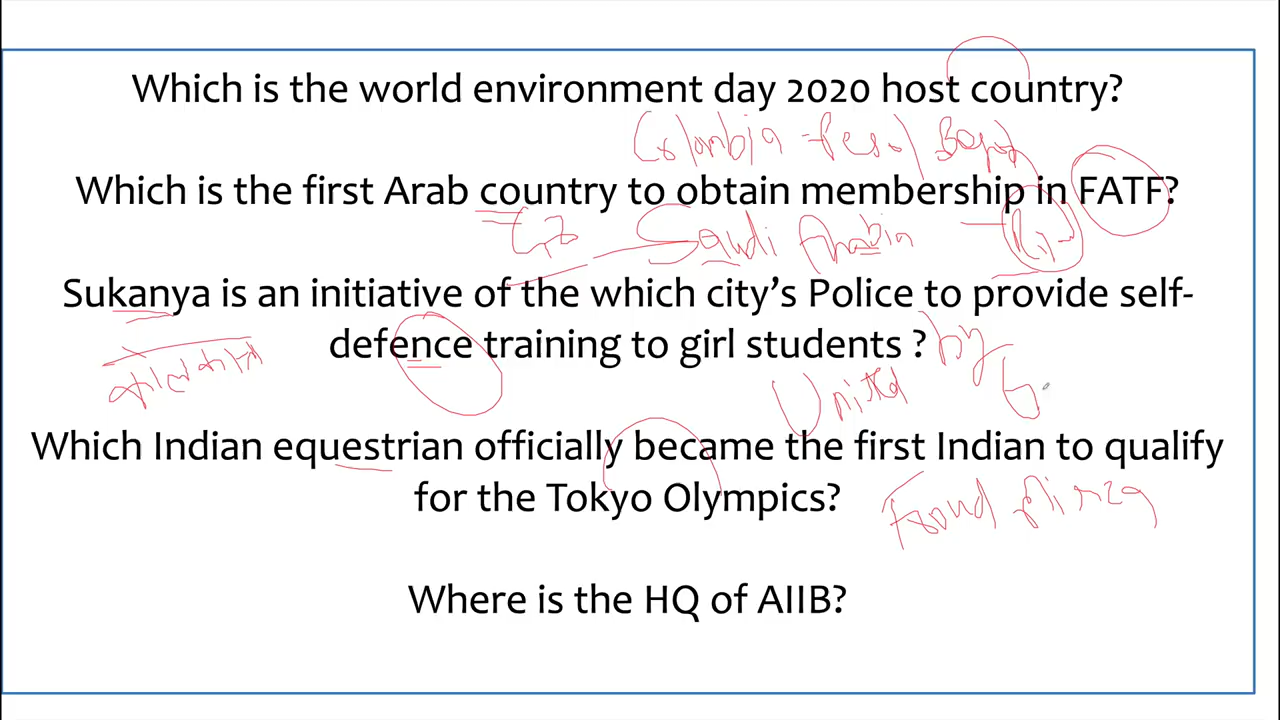 Which is the world environment day 2020 host country?
Colombia
Which is the first Arab country to obtain membership in FATF?
Saudi Arabia
Sukanya is an initiative of the which city's Police to provide self-
defence training to girl students ?
by
United
Which Indian equestrian officially became the first Indian to qualify
for the Tokyo Olympics?
Mirza
Where is the HQ of AIIB?